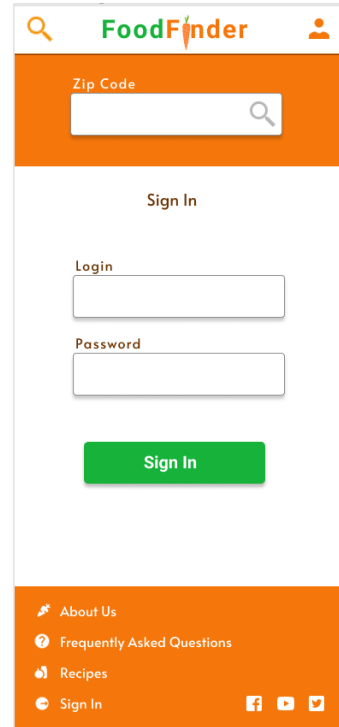 FoodFinder
Zip Code
Sign In
Login
Password
Sign In
About Us
Frequently Asked Questions
Recipes
Sign In